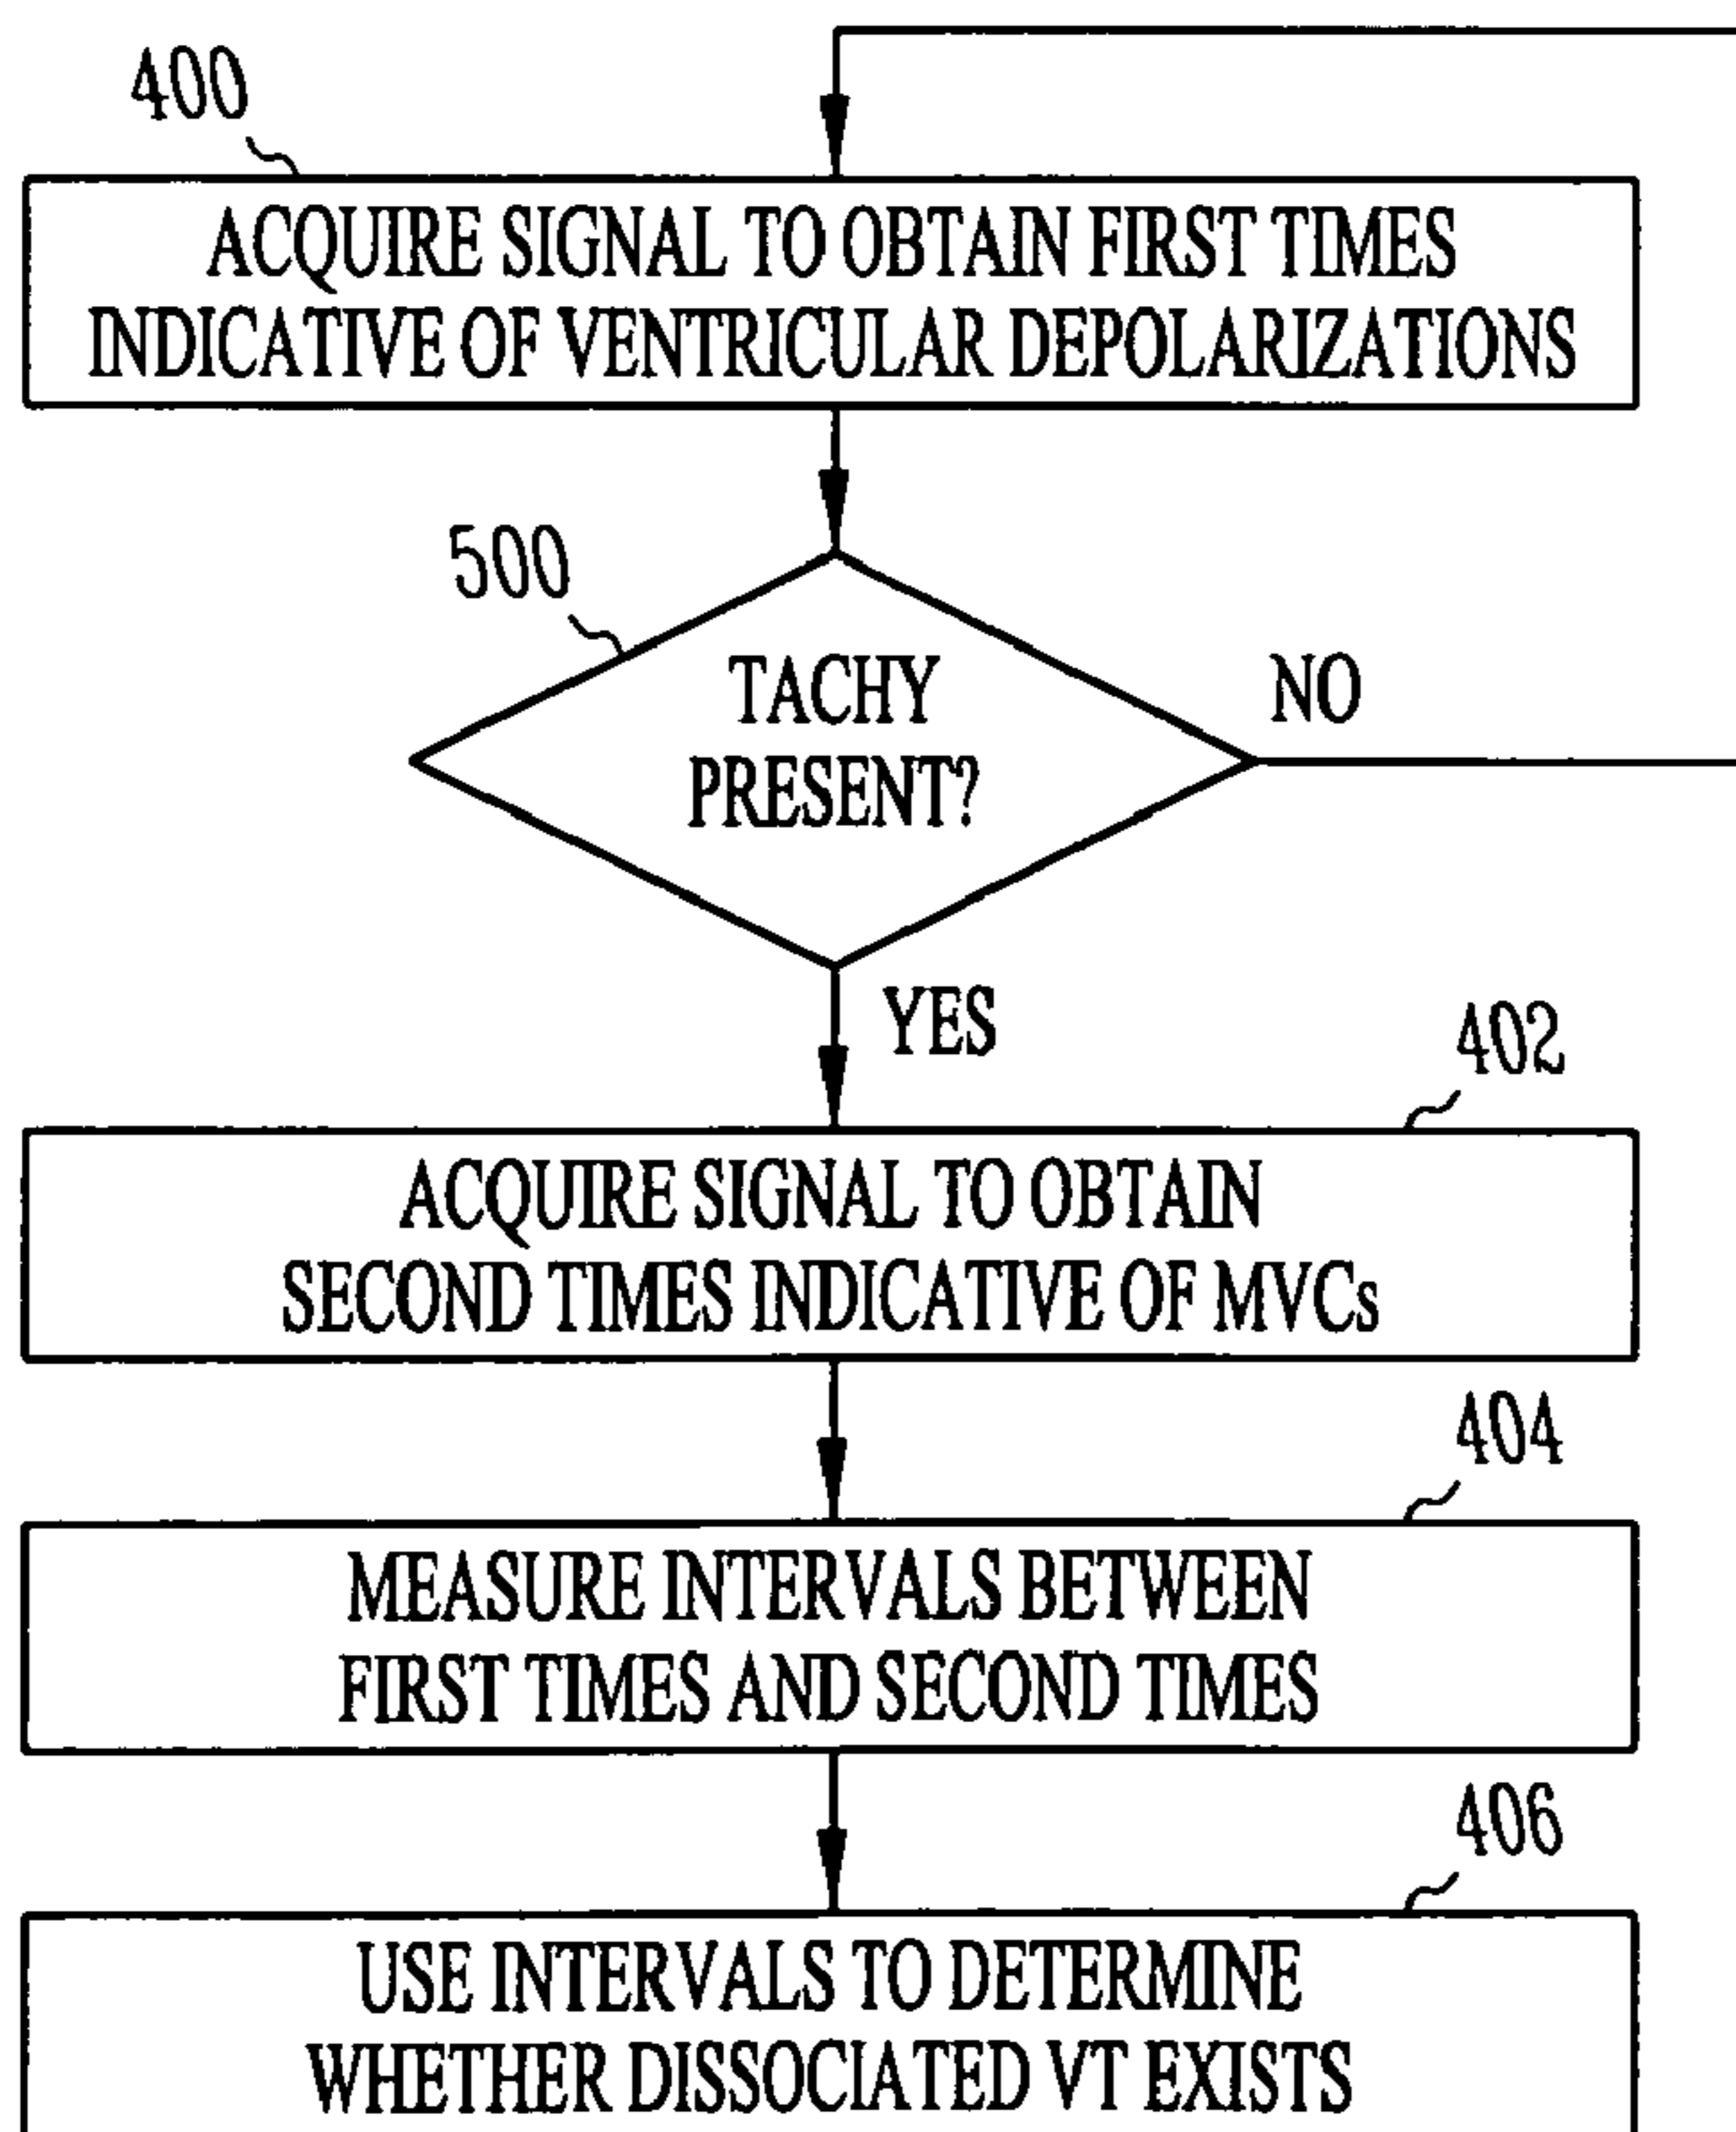 400
ACQUIRE SIGNAL TO OBTAIN FIRST TIMES
INDICATIVE OF VENTRICULAR DEPOLARIZATIONS
500
TACHY
PRESENT?
NO
YES
402
ACQUIRE SIGNAL TO OBTAIN
SECOND TIMES INDICATIVE OF MVCs
404
MEASURE INTERVALS BETWEEN
FIRST TIMES AND SECOND TIMES
406
USE INTERVALS TO DETERMINE
WHETHER DISSOCIATED VT EXISTS